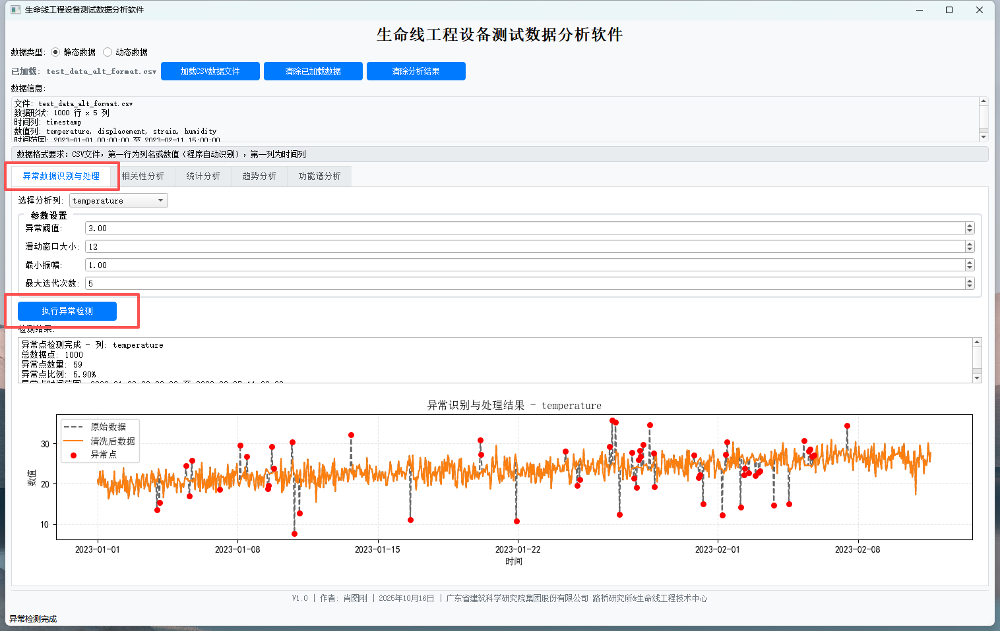 生命线工程设备测试数据分析软件
生命线工程设备测试数据分析软件
数据类型: 静态数据 动态数据
已加载: test_data_alt_format.csv 加载CSV数据文件 清除已加载数据 清除分析结果
数据信息:
文件: test_data_alt_format.csv
数据形状: 1000 行 x 5 列
时间列: timestamp
数值列: temperature, displacement, strain, humidity
时间范围: 2023-01-01 00:00:00 至 2023-02-11 15:00:00
数据格式要求: CSV文件, 第一行为列名或数值 (程序自动识别) , 第一列为时间列
异常数据识别与处理 相关性分析 统计分析 趋势分析 功能谱分析
选择分析列: temperature
参数设置
异常阈值: 3.00
滑动窗口大小: 12
最小振幅: 1.00
最大迭代次数: 5
执行异常检测
检测结果:
异常点检测完成 - 列: temperature
总数据点: 1000
异常点数量: 59
异常点比例: 5.90%
异常识别与处理结果 - temperature
原始数据
清洗后数据
异常点
数值
30
20
10
2023-01-01 2023-01-08 2023-01-15 2023-01-22 2023-02-01 2023-02-08
时间
V1.0 | 作者: 肖图刚 | 2025年10月16日 | 广东省建筑科学研究院集团股份有限公司 路桥研究所@生命线工程技术中心
异常检测完成